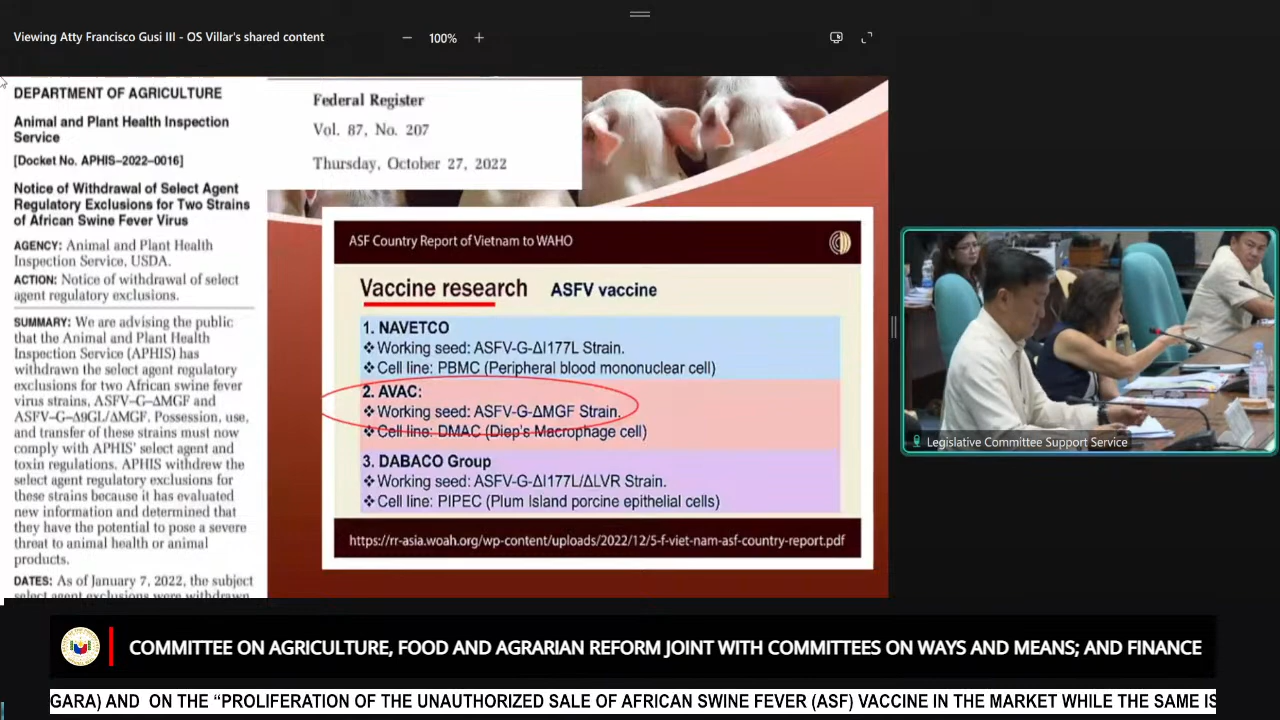 Viewing Atty Francisco Gusi III - OS Villar's shared content
100%
DEPARTMENT OF AGRICULTURE
Animal and Plant Health Inspection
Service
[Docket No. APHIS–2022–0016]
Notice of Withdrawal of Select Agent
Regulatory Exclusions for Two Strains
of African Swine Fever Virus
AGENCY: Animal and Plant Health
Inspection Service, USDA.
ACTION: Notice of withdrawal of select
agent regulatory exclusions.
SUMMARY: We are advising the public
that the Animal and Plant Health
Inspection Service (APHIS) has
withdrawn the select agent regulatory
exclusions for two African swine fever
virus strains, ASFV–G–ΔMGF and
ASFV–G–Δ9GL/ΔMGF. Possession, use,
and transfer of these strains must now
comply with APHIS' select agent and
toxin regulations. APHIS withdrew the
select agent regulatory exclusions for
these strains because it has evaluated
new information and determined that
they have the potential to pose a severe
threat to animal health or animal
products.
DATES: As of January 7, 2022, the subject
select agent exclusions were withdrawn
Federal Register
Vol. 87, No. 207
Thursday, October 27, 2022
ASF Country Report of Vietnam to WAHO
Vaccine research ASFV vaccine
1. NAVETCO
❖ Working seed: ASFV-G-ΔI177L Strain.
❖ Cell line: PBMC (Peripheral blood mononuclear cell)
2. AVAC:
❖ Working seed: ASFV-G-ΔMGF Strain.
❖ Cell line: DMAC (Diep's Macrophage cell)
3. DABACO Group
❖ Working seed: ASFV-G-ΔI177L/ΔLVR Strain.
❖ Cell line: PIPEC (Plum Island porcine epithelial cells)
https://rr-asia.woah.org/wp-content/uploads/2022/12/5-f-viet-nam-asf-country-report.pdf
Legislative Committee Support Service
COMMITTEE ON AGRICULTURE, FOOD AND AGRARIAN REFORM JOINT WITH COMMITTEES ON WAYS AND MEANS; AND FINANCE
GARA) AND ON THE “PROLIFERATION OF THE UNAUTHORIZED SALE OF AFRICAN SWINE FEVER (ASF) VACCINE IN THE MARKET WHILE THE SAME IS